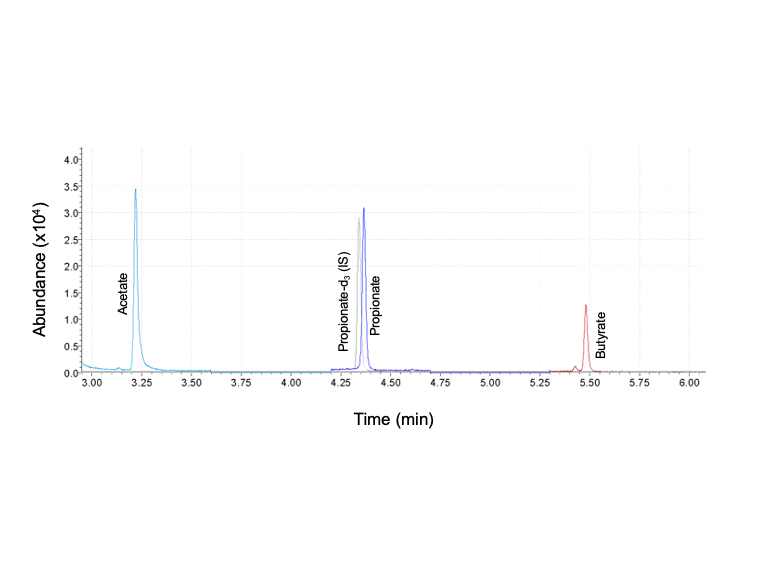 Abundance (x10⁴)
4.0
3.5
3.0
2.5
2.0
1.5
1.0
0.5
0.0
Acetate
Propionate-d₃ (IS)
Propionate
Butyrate
3.00 3.25 3.50 3.75 4.00 4.25 4.50 4.75 5.00 5.25 5.50 5.75 6.00
Time (min)